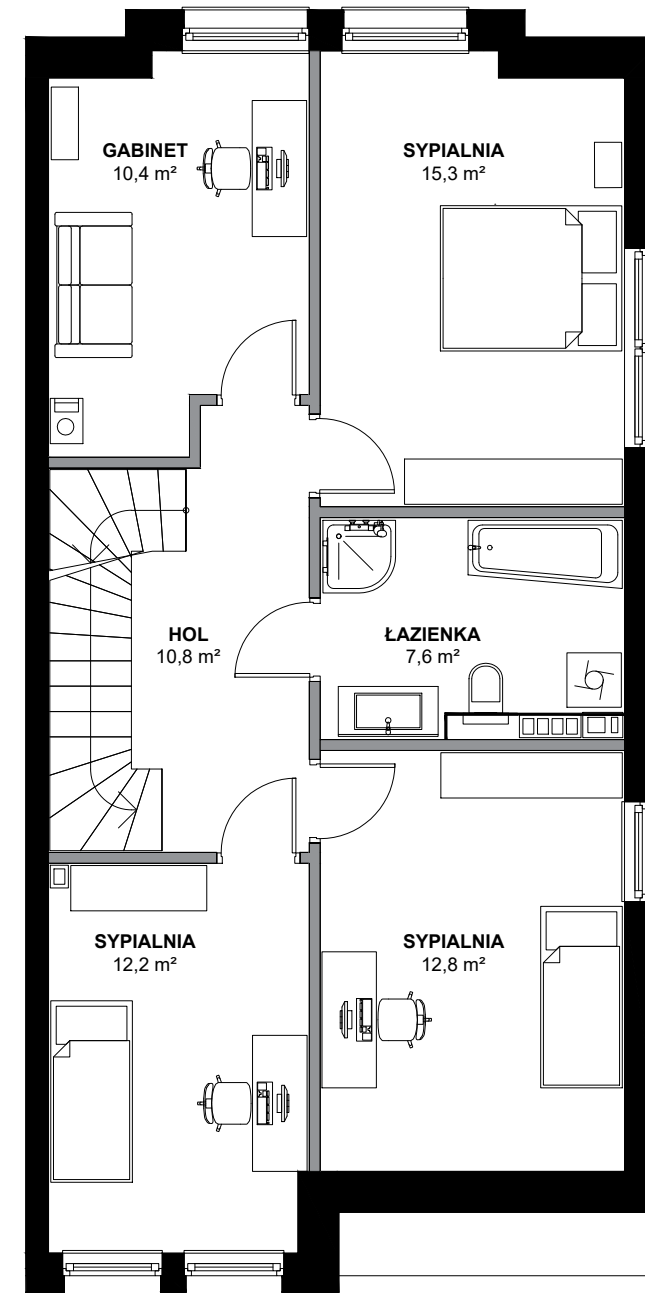 GABINET
10,4 m²
SYPIALNIA
15,3 m²
HOL
10,8 m²
ŁAZIENKA
7,6 m²
SYPIALNIA
12,2 m²
SYPIALNIA
12,8 m²